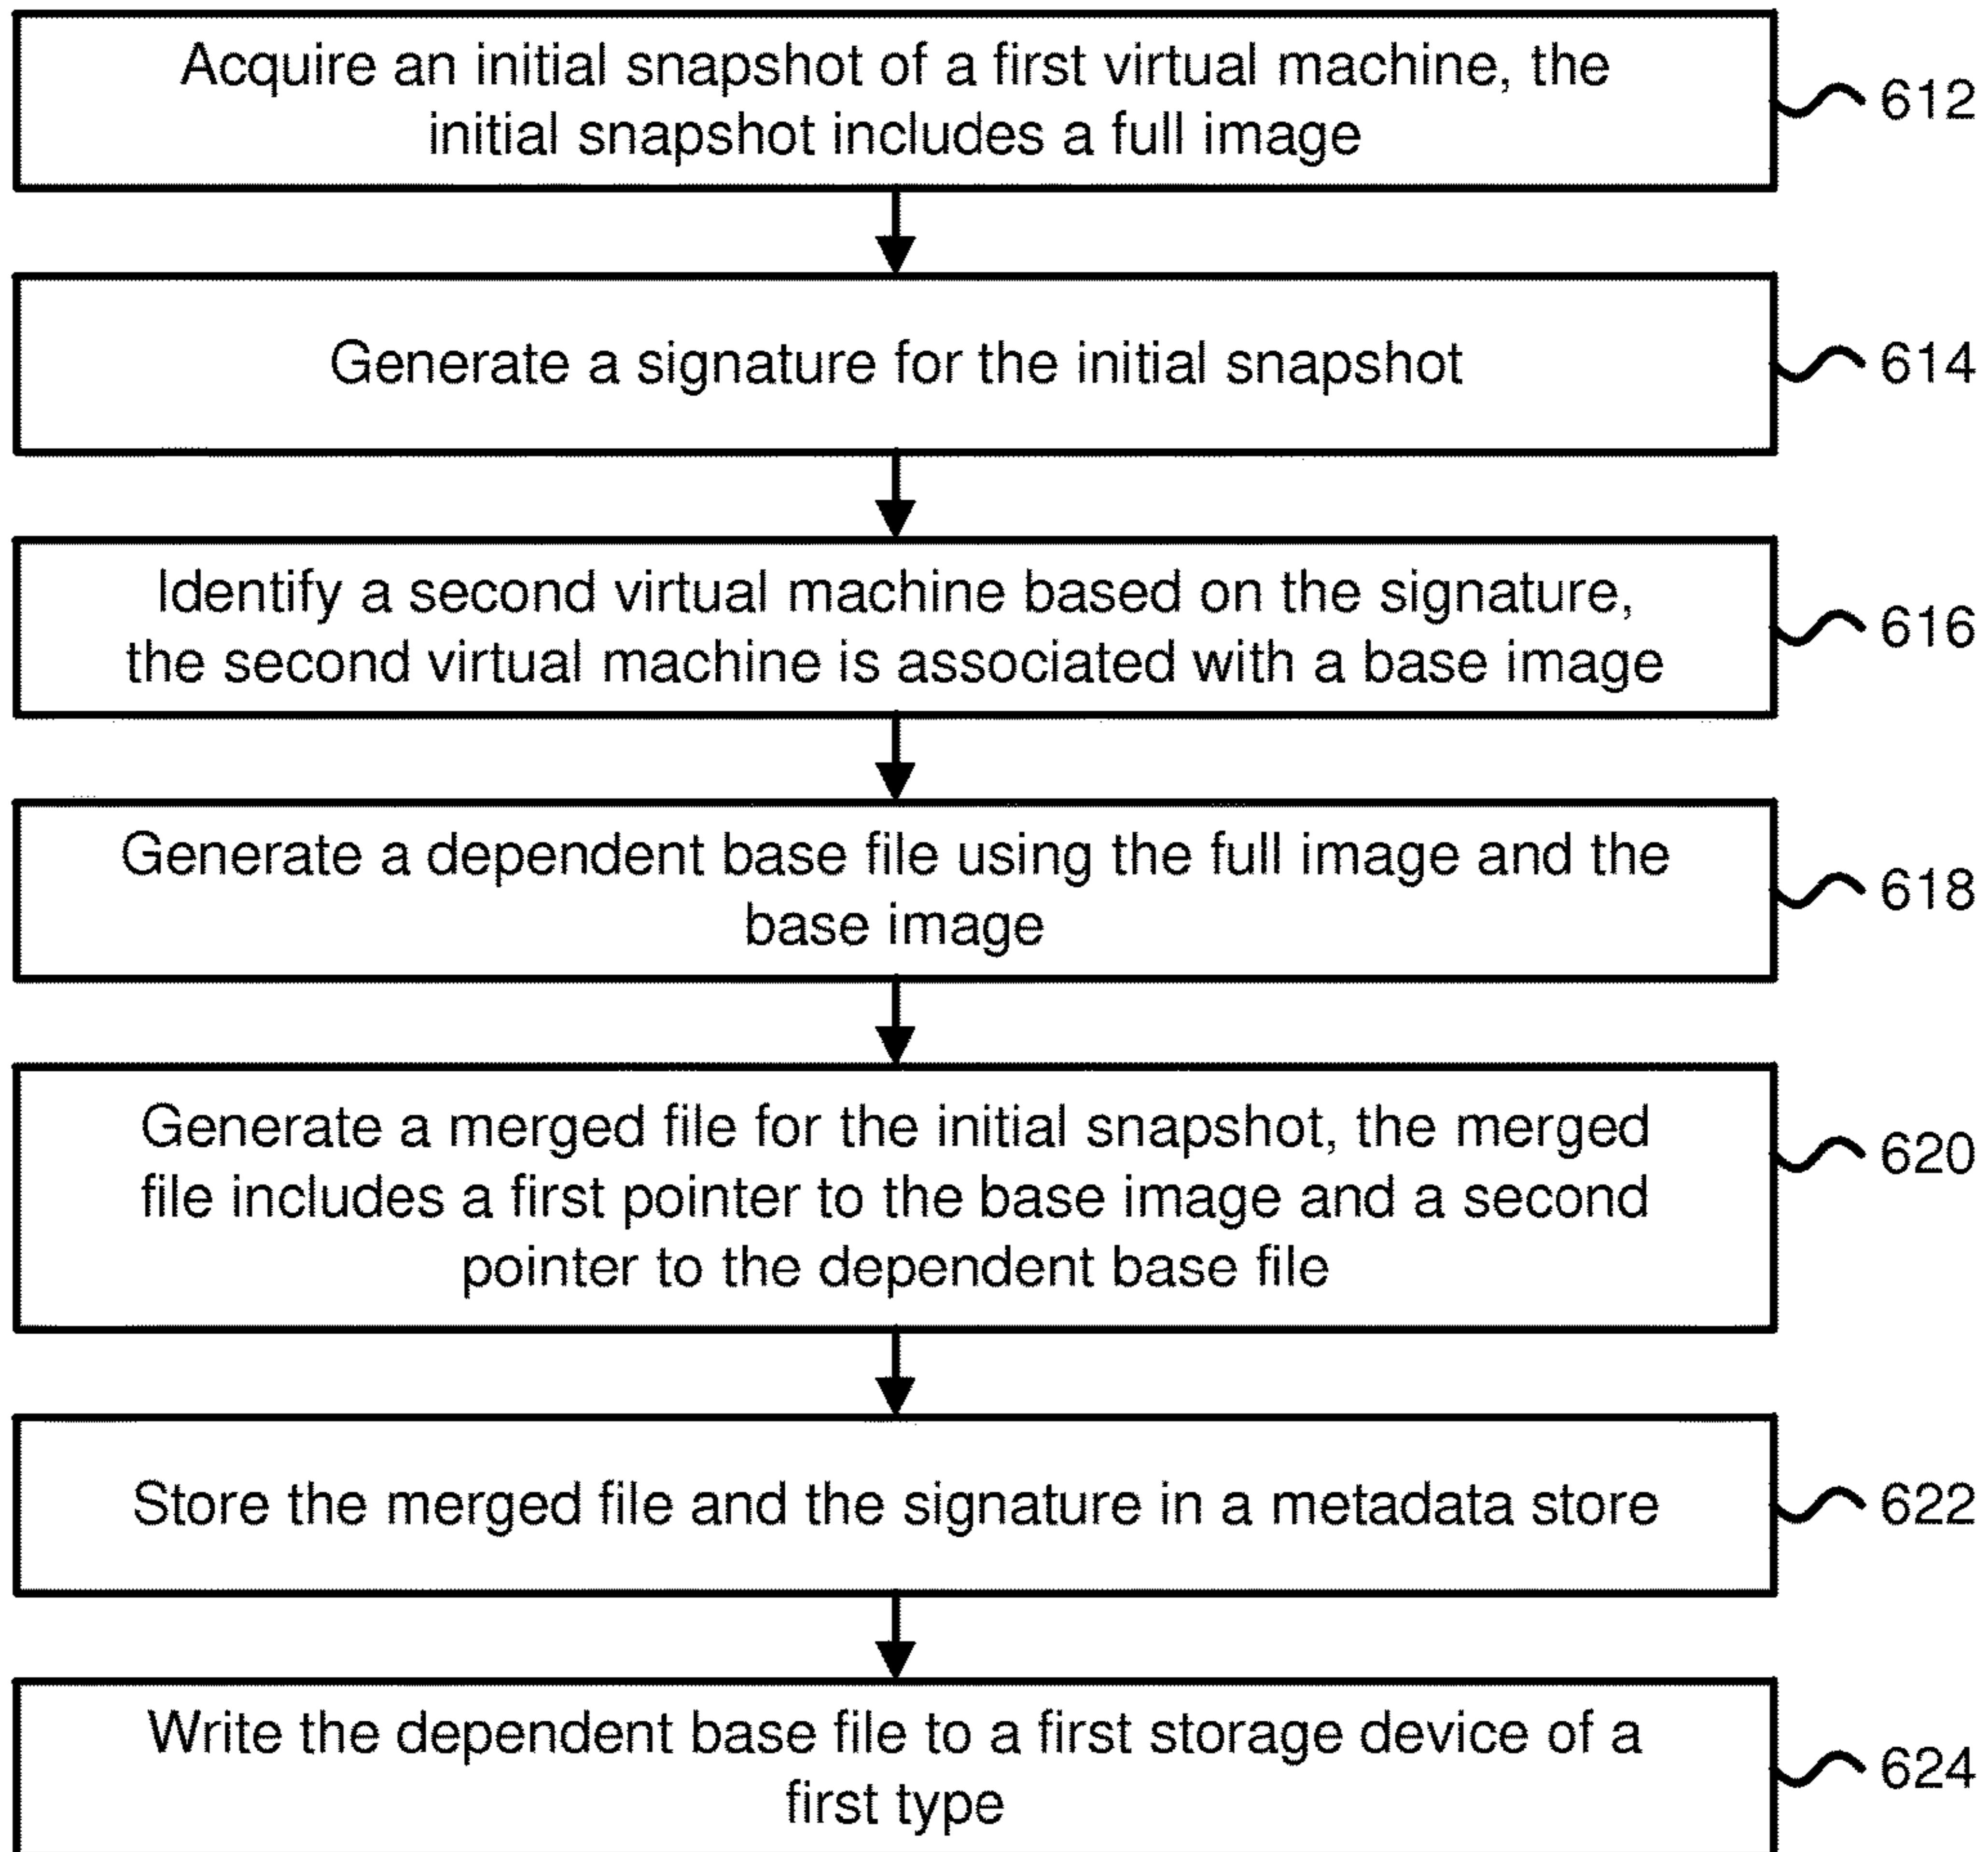 Acquire an initial snapshot of a first virtual machine, the
initial snapshot includes a full image
612
Generate a signature for the initial snapshot
614
Identify a second virtual machine based on the signature,
the second virtual machine is associated with a base image
616
Generate a dependent base file using the full image and the
base image
618
Generate a merged file for the initial snapshot, the merged
file includes a first pointer to the base image and a second
pointer to the dependent base file
620
Store the merged file and the signature in a metadata store
622
Write the dependent base file to a first storage device of a
first type
624